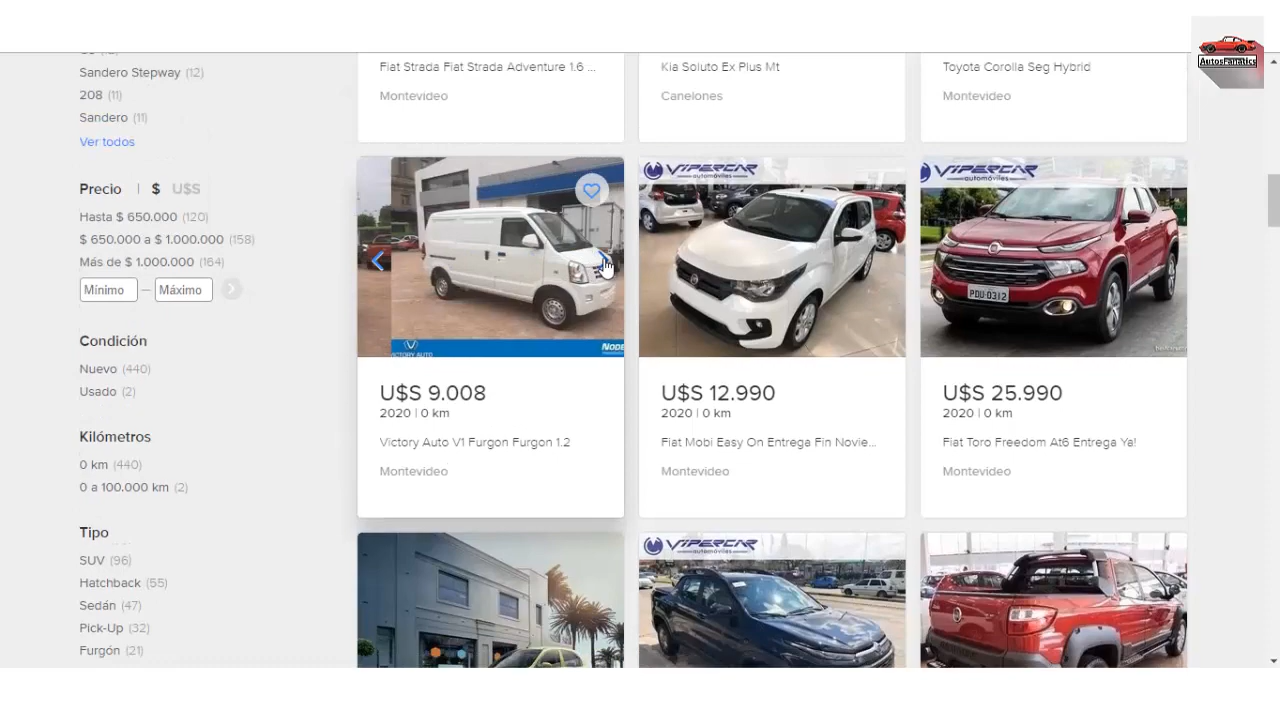 Sandero Stepway (12)
208 (11)
Sandero (11)
Ver todos
Precio | $ U$S
Hasta $ 650.000 (120)
$ 650.000 a $ 1.000.000 (158)
Más de $ 1.000.000 (164)
Mínimo – Máximo
Condición
Nuevo (440)
Usado (2)
Kilómetros
0 km (440)
0 a 100.000 km (2)
Tipo
SUV (96)
Hatchback (55)
Sedán (47)
Pick-Up (32)
Furgón (21)
Fiat Strada Fiat Strada Adventure 1.6 ...
Montevideo
Kia Soluto Ex Plus Mt
Canelones
Toyota Corolla Seg Hybrid
Montevideo
AutosFanatics
VICTORY AUTO
U$S 9.008
2020 | 0 km
Victory Auto V1 Furgon Furgon 1.2
Montevideo
VIPERCAR
automóviles
U$S 12.990
2020 | 0 km
Fiat Mobi Easy On Entrega Fin Novie...
Montevideo
VIPERCAR
automóviles
PDU-0312
U$S 25.990
2020 | 0 km
Fiat Toro Freedom At6 Entrega Ya!
Montevideo
VIPERCAR
automóviles